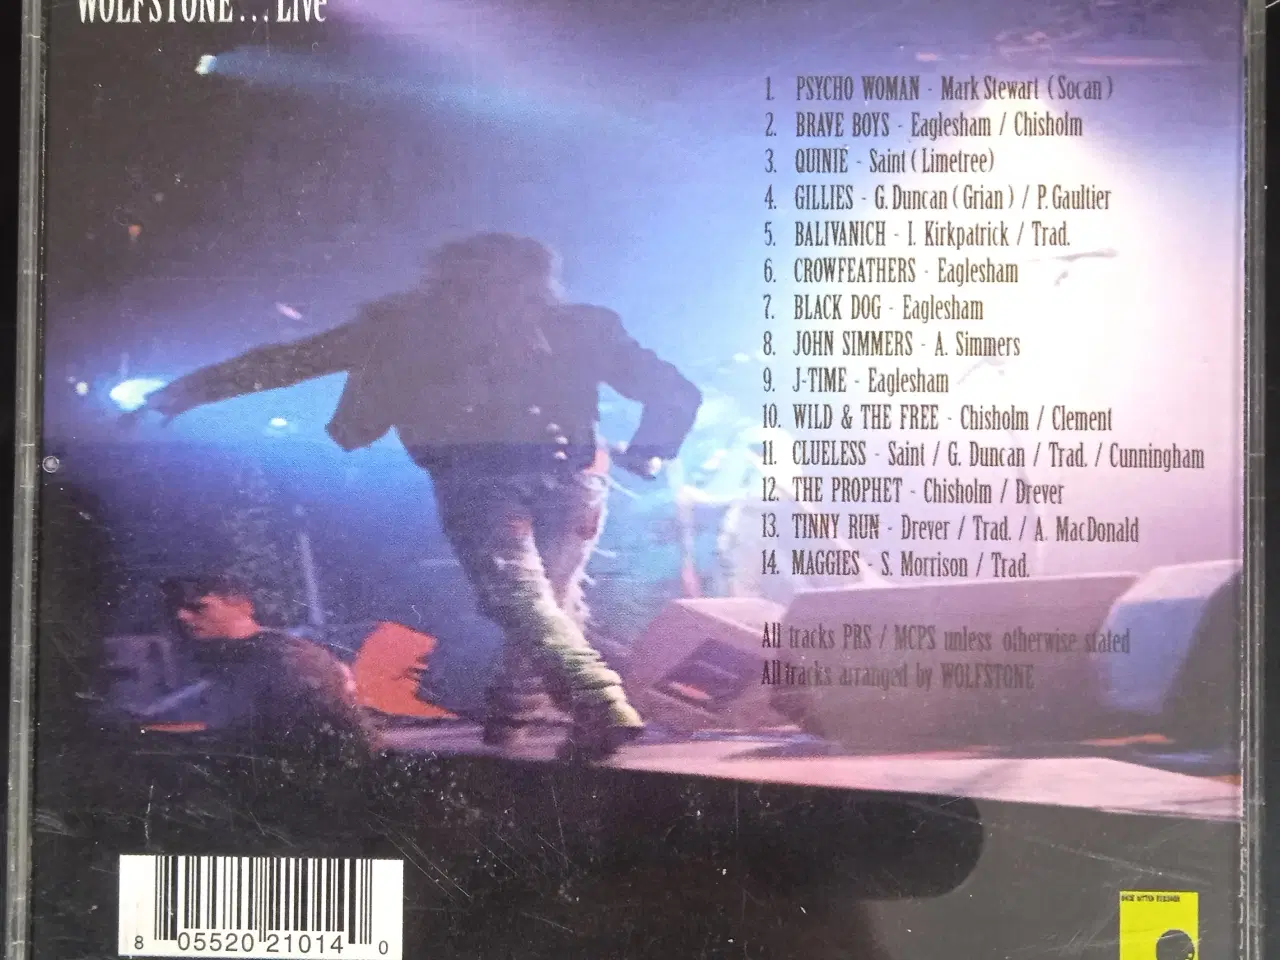 WOLFSTONE... Live
1. PSYCHO WOMAN - Mark Stewart (Socan)
2. BRAVE BOYS - Eaglesham / Chisholm
3. QUINIE - Saint (Limetree)
4. GILLIES - G. Duncan (Grian) / P. Gaultier
5. BALIVANICH - I. Kirkpatrick / Trad.
6. CROWFEATHERS - Eaglesham
7. BLACK DOG - Eaglesham
8. JOHN SIMMERS - A. Simmers
9. J-TIME - Eaglesham
10. WILD & THE FREE - Chisholm / Clement
11. CLUELESS - Saint / G. Duncan / Trad. / Cunningham
12. THE PROPHET - Chisholm / Drever
13. TINNY RUN - Drever / Trad. / A. MacDonald
14. MAGGIES - S. Morrison / Trad.
All tracks PRS / MCPS unless otherwise stated
All tracks arranged by WOLFSTONE
8 05520 21014 0